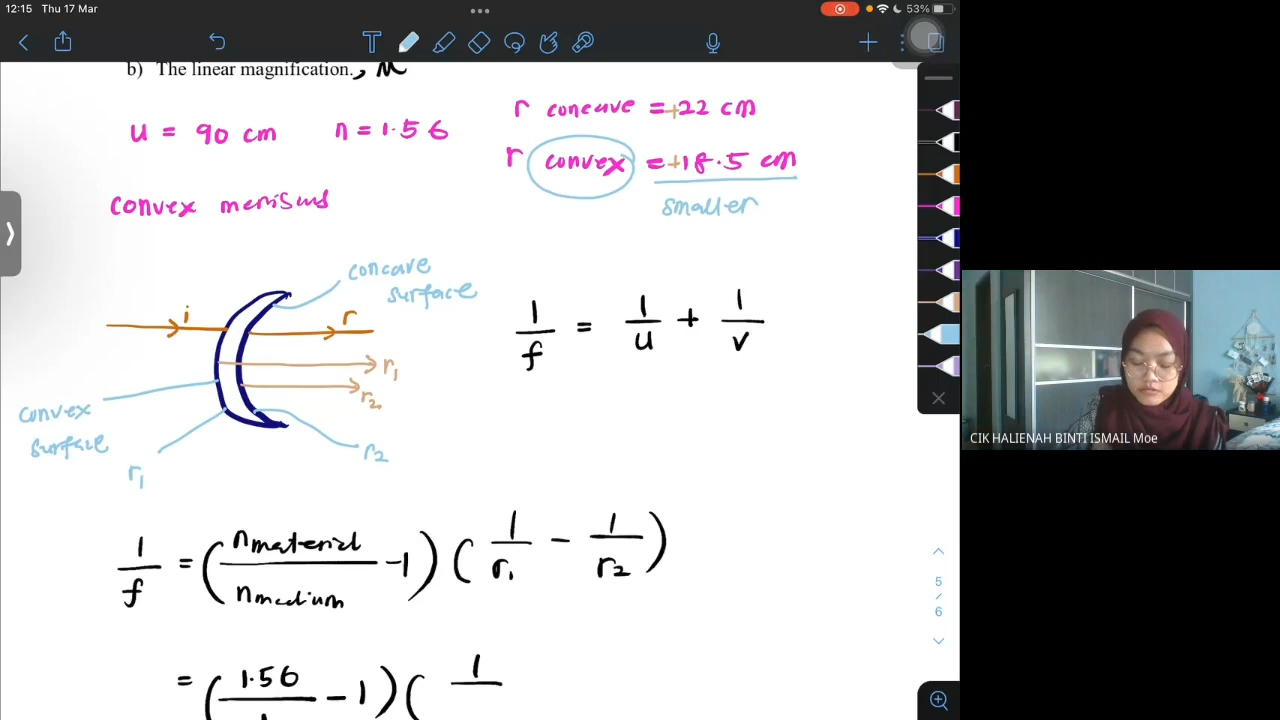 12:15 Thu 17 Mar
53%
b) The linear magnification. , M
u = 90 cm n = 1.56
r concave = +22 cm
r convex = +18.5 cm
smaller
convex menisus
concave surface
i
r
r₁
r₂
convex surface
r₁
r₂
1/f = 1/u + 1/v
1/f = (nmaterial/nmedium - 1) (1/r₁ - 1/r₂)
= (1.56/1 - 1) (1/
5 / 6
CIK HALIENAH BINTI ISMAIL Moe